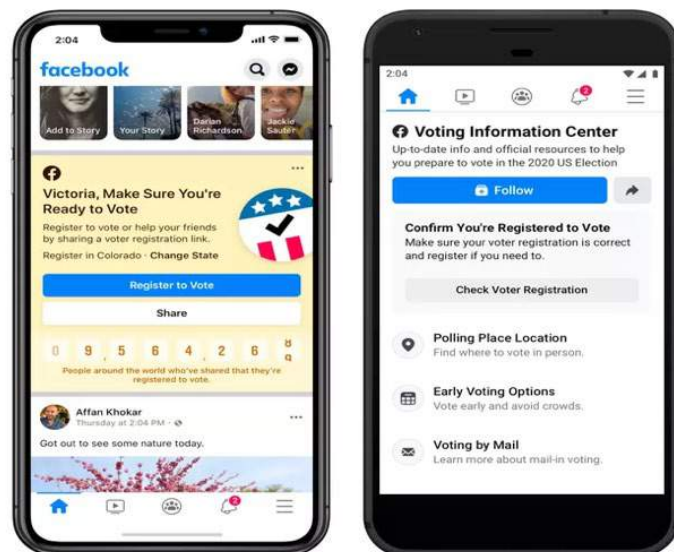 2:04
facebook
Add to Story
Your Story
Darian
Richardson
Jackie
Sauter
Victoria, Make Sure You're
Ready to Vote
Register to vote or help your friends
by sharing a voter registration link.
Register in Colorado · Change State
Register to Vote
Share
0 9 , 5 6 4 , 2 6
People around the world who've shared that they're
registered to vote.
Affan Khokar
Thursday at 2:04 PM ·
Got out to see some nature today.
2
2:04
2
Voting Information Center
Up-to-date info and official resources to help
you prepare to vote in the 2020 US Election
Follow
Confirm You're Registered to Vote
Make sure your voter registration is correct
and register if you need to.
Check Voter Registration
Polling Place Location
Find where to vote in person.
Early Voting Options
Vote early and avoid crowds.
Voting by Mail
Learn more about mail-in voting.